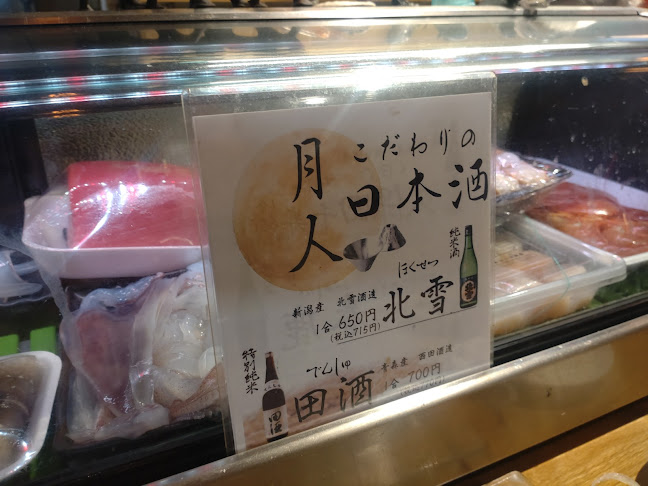 月人
こだわりの
日本酒
純米酒
ほくせつ
北雪
新潟産 北雪酒造
1合 650円
(税込715円)
特別純米
でんしゅ
田酒
青森産 西田酒造
1合 700円
田酒